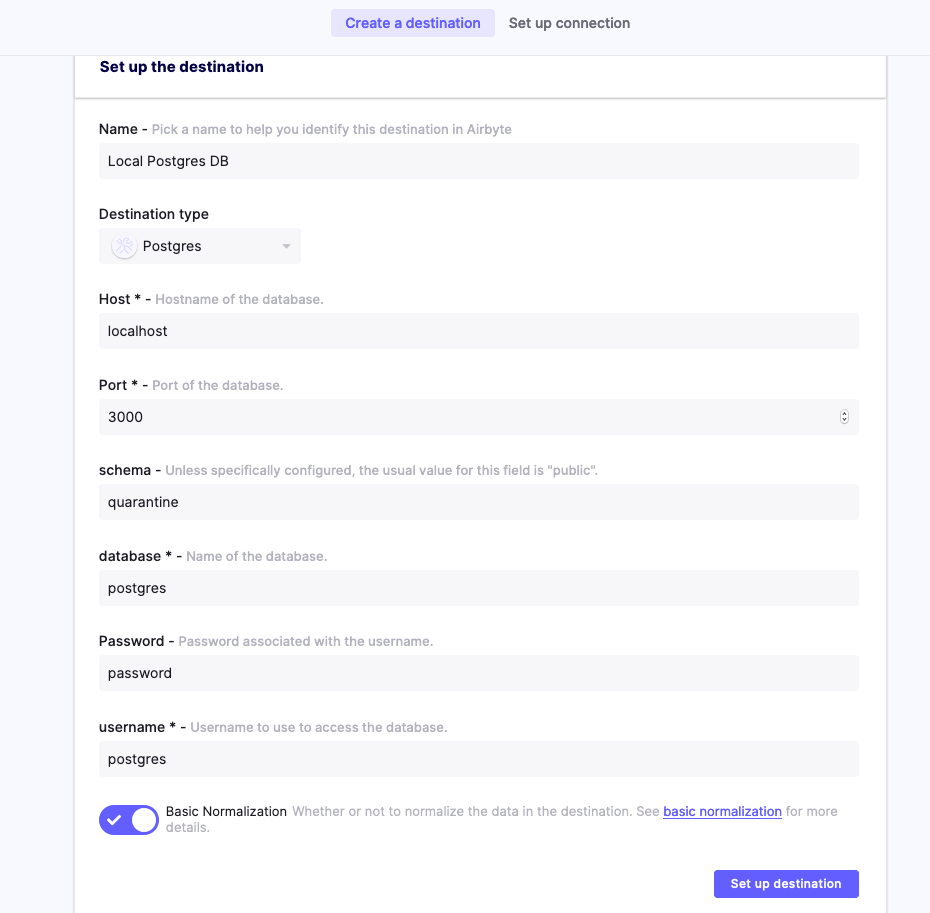 Create a destination Set up connection
Set up the destination
Name - Pick a name to help you identify this destination in Airbyte
Local Postgres DB
Destination type
Postgres
Host * - Hostname of the database.
localhost
Port * - Port of the database.
3000
schema - Unless specifically configured, the usual value for this field is "public".
quarantine
database * - Name of the database.
postgres
Password - Password associated with the username.
password
username * - Username to use to access the database.
postgres
Basic Normalization Whether or not to normalize the data in the destination. See basic normalization for more
details.
Set up destination